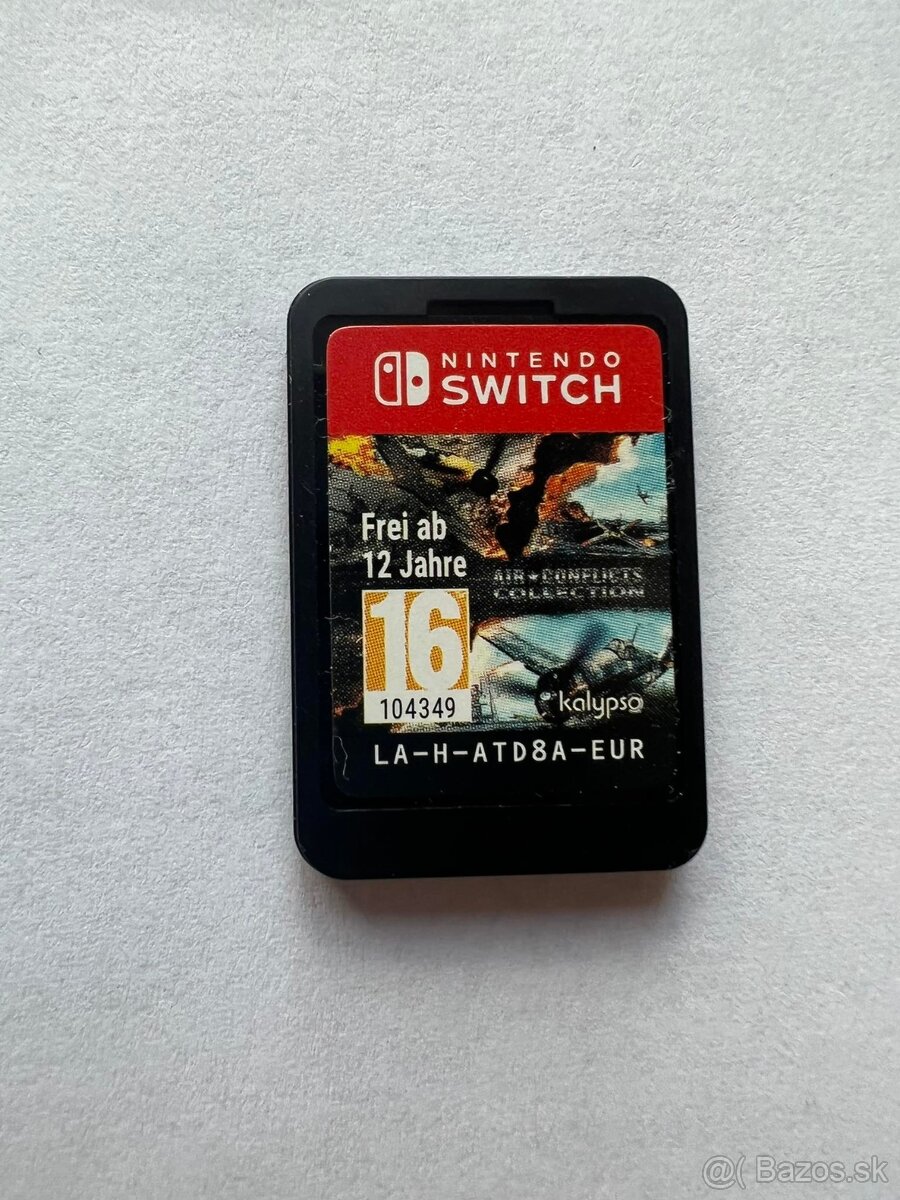 NINTENDO
SWITCH
Frei ab
12 Jahre
AIR★CONFLICTS
COLLECTION
16
104349
kalypso
LA-H-ATD8A-EUR
@( Bazos.sk